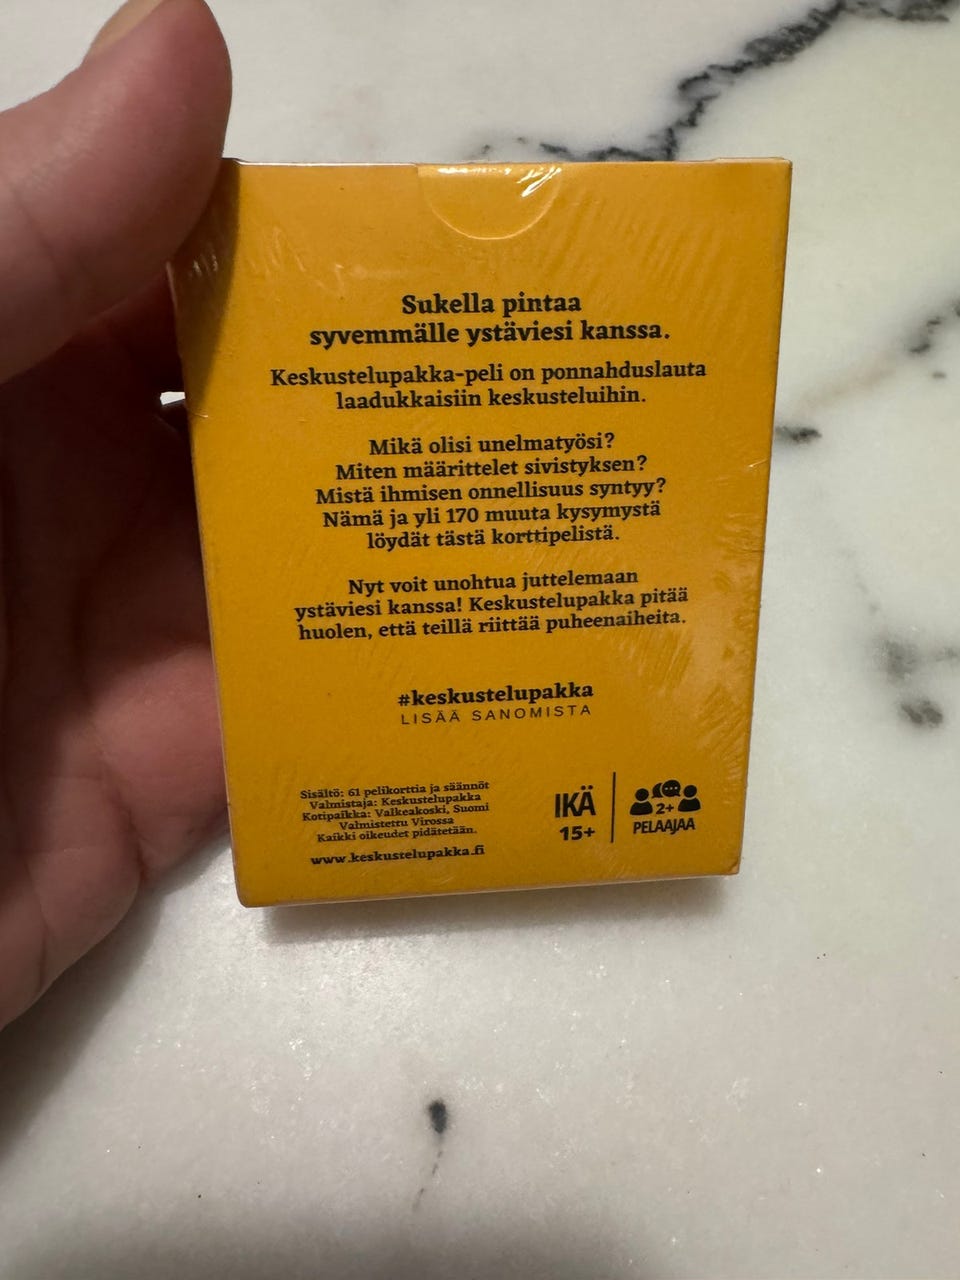 Sukella pintaa
syvemmälle ystäviesi kanssa.
Keskustelupakka-peli on ponnahduslauta
laadukkaisiin keskusteluihin.
Mikä olisi unelmatyösi?
Miten määrittelet sivistyksen?
Mistä ihmisen onnellisuus syntyy?
Nämä ja yli 170 muuta kysymystä
löydät tästä korttipelistä.
Nyt voit unohtua juttelemaan
ystäviesi kanssa! Keskustelupakka pitää
huolen, että teillä riittää puheenaiheita.
#keskustelupakka
LISÄÄ SANOMISTA
Sisältö: 61 pelikorttia ja säännöt
Valmistaja: Keskustelupakka
Kotipaikka: Valkeakoski, Suomi
Valmistettu Virossa
Kaikki oikeudet pidätetään.
www.keskustelupakka.fi
IKÄ
15+
2+
PELAAJAA